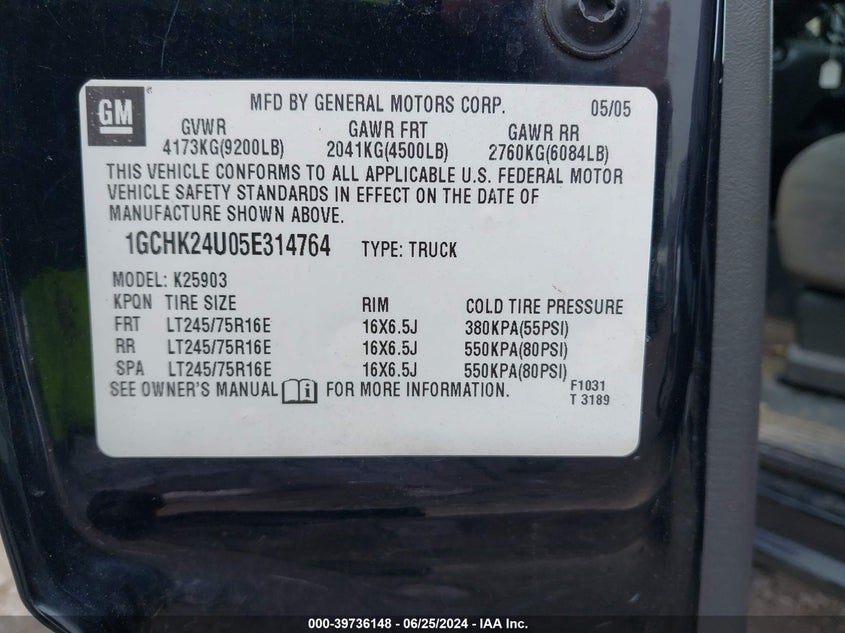 GM
MFD BY GENERAL MOTORS CORP. 05/05
GVWR GAWR FRT GAWR RR
4173KG(9200LB) 2041KG(4500LB) 2760KG(6084LB)
THIS VEHICLE CONFORMS TO ALL APPLICABLE U.S. FEDERAL MOTOR
VEHICLE SAFETY STANDARDS IN EFFECT ON THE DATE OF
MANUFACTURE SHOWN ABOVE.
1GCHK24U05E314764 TYPE: TRUCK
MODEL: K25903
KPQN TIRE SIZE RIM COLD TIRE PRESSURE
FRT LT245/75R16E 16X6.5J 380KPA(55PSI)
RR LT245/75R16E 16X6.5J 550KPA(80PSI)
SPA LT245/75R16E 16X6.5J 550KPA(80PSI)
SEE OWNER'S MANUAL i FOR MORE INFORMATION. F1031
T 3189
000-39736148 - 06/25/2024 - IAA Inc.